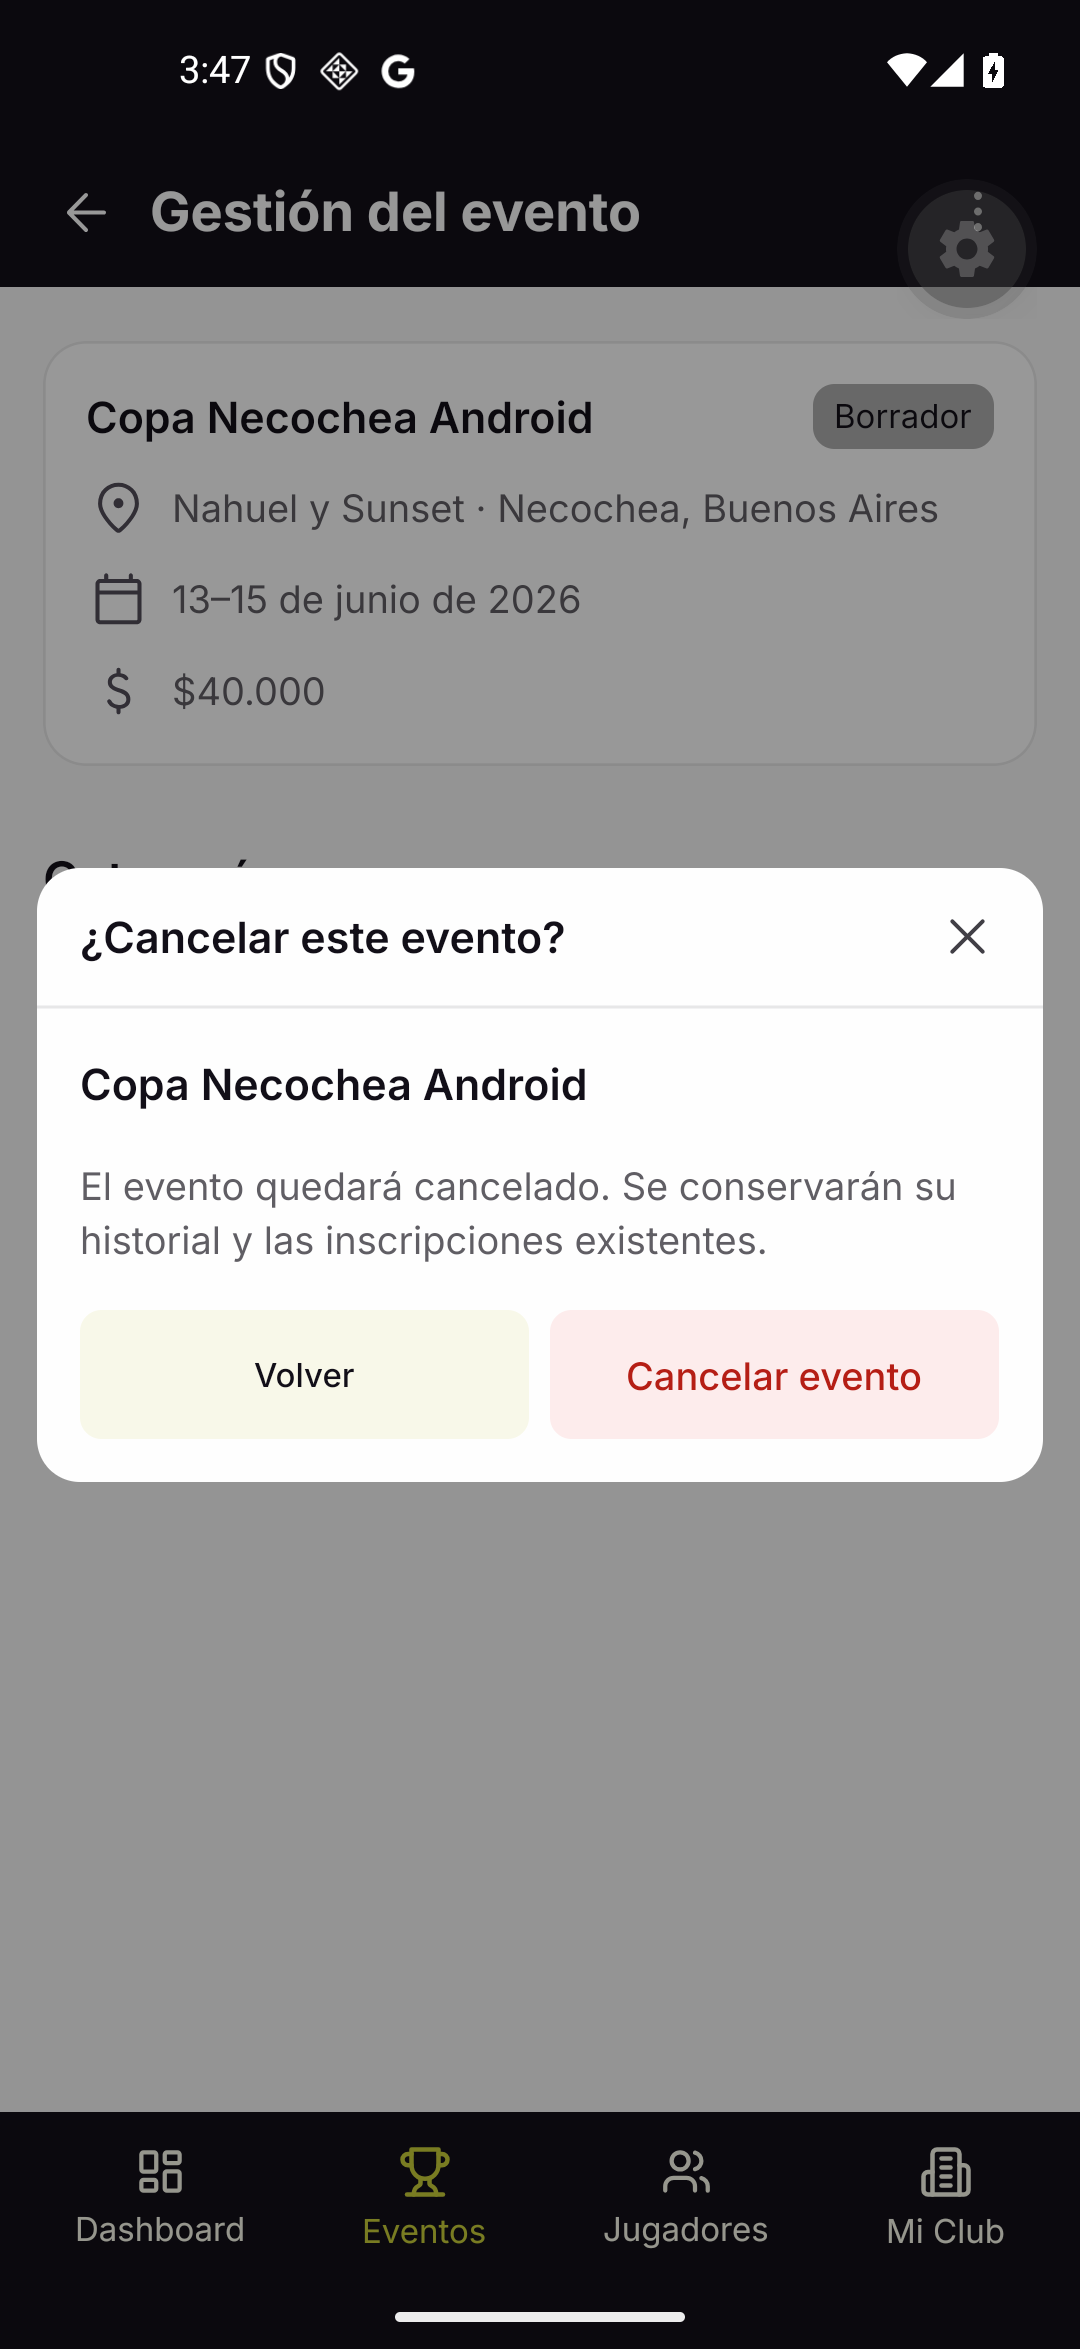 3:47
Gestión del evento
Copa Necochea Android
Borrador
Nahuel y Sunset · Necochea, Buenos Aires
13–15 de junio de 2026
$40.000
¿Cancelar este evento?
Copa Necochea Android
El evento quedará cancelado. Se conservarán su
historial y las inscripciones existentes.
Volver
Cancelar evento
Dashboard
Eventos
Jugadores
Mi Club